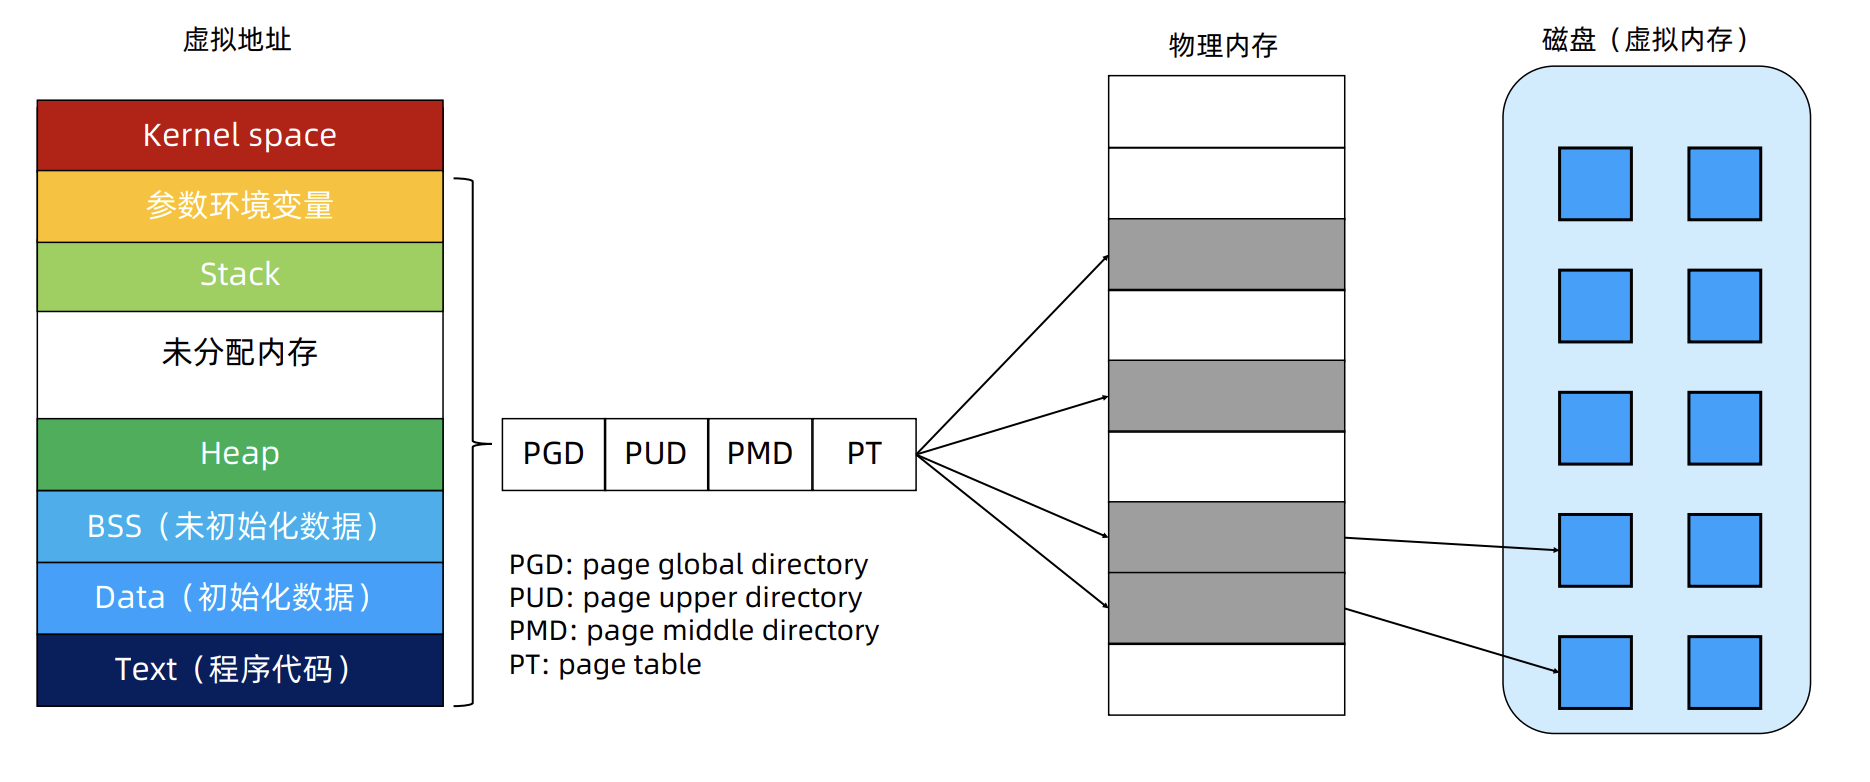 虚拟地址
物理内存
磁盘（虚拟内存）
Kernel space
参数环境变量
Stack
未分配内存
Heap
BSS（未初始化数据）
Data（初始化数据）
Text（程序代码）
PGD
PUD
PMD
PT
PGD: page global directory
PUD: page upper directory
PMD: page middle directory
PT: page table